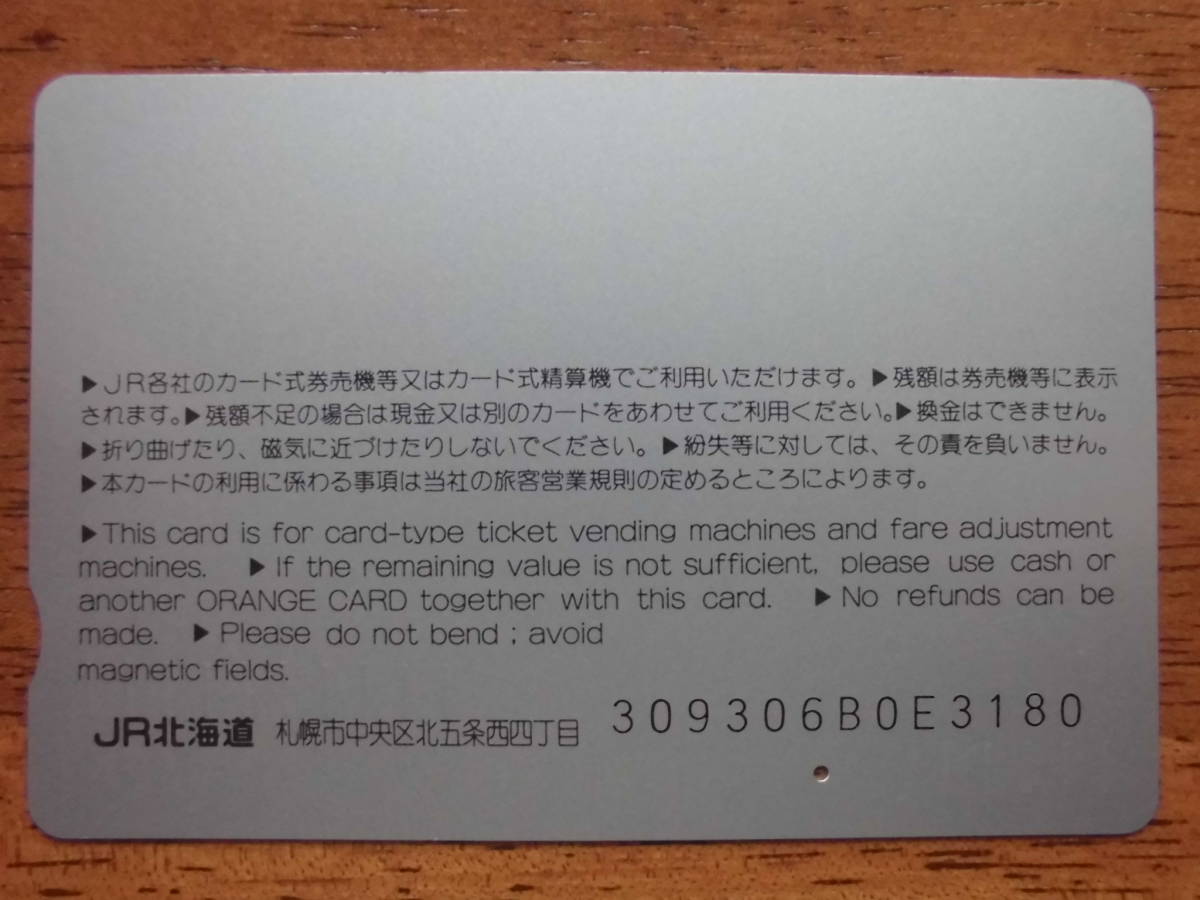 ▶JR各社のカード式券売機等又はカード式精算機でご利用いただけます。▶残額は券売機等に表示
されます。▶残額不足の場合は現金又は別のカードをあわせてご利用ください。▶換金はできません。
▶折り曲げたり、磁気に近づけたりしないでください。▶紛失等に対しては、その責を負いません。
▶本カードの利用に係わる事項は当社の旅客営業規則の定めるところによります。
▶This card is for card-type ticket vending machines and fare adjustment
machines. ▶If the remaining value is not sufficient, please use cash or
another ORANGE CARD together with this card. ▶No refunds can be
made. ▶Please do not bend ; avoid
magnetic fields.
JR北海道 札幌市中央区北五条西四丁目 309306B0E3180